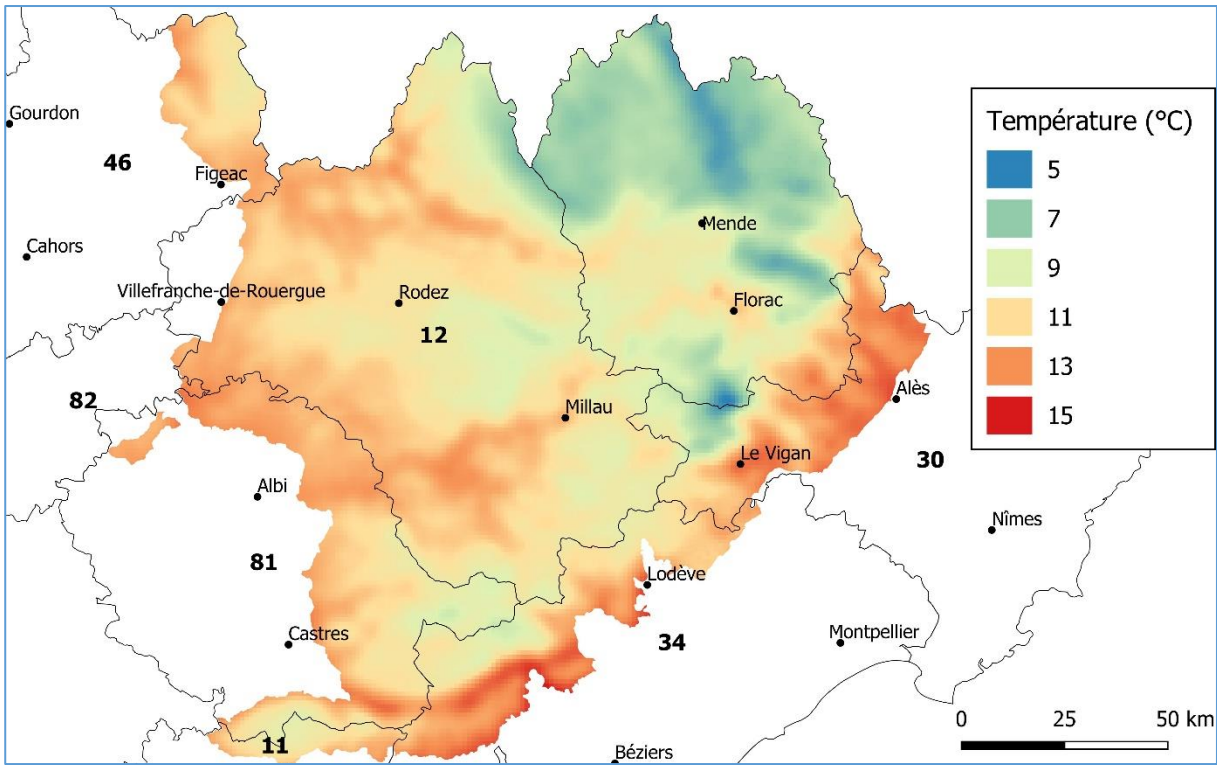 Gourdon
46
Figeac
Cahors
Mende
Villefranche-de-Rouergue
Rodez
12
Florac
82
Millau
Alès
Le Vigan
30
Albi
Nîmes
81
Lodève
Castres
34
Montpellier
11
Béziers
Température (°C)
5
7
9
11
13
15
0 25 50 km